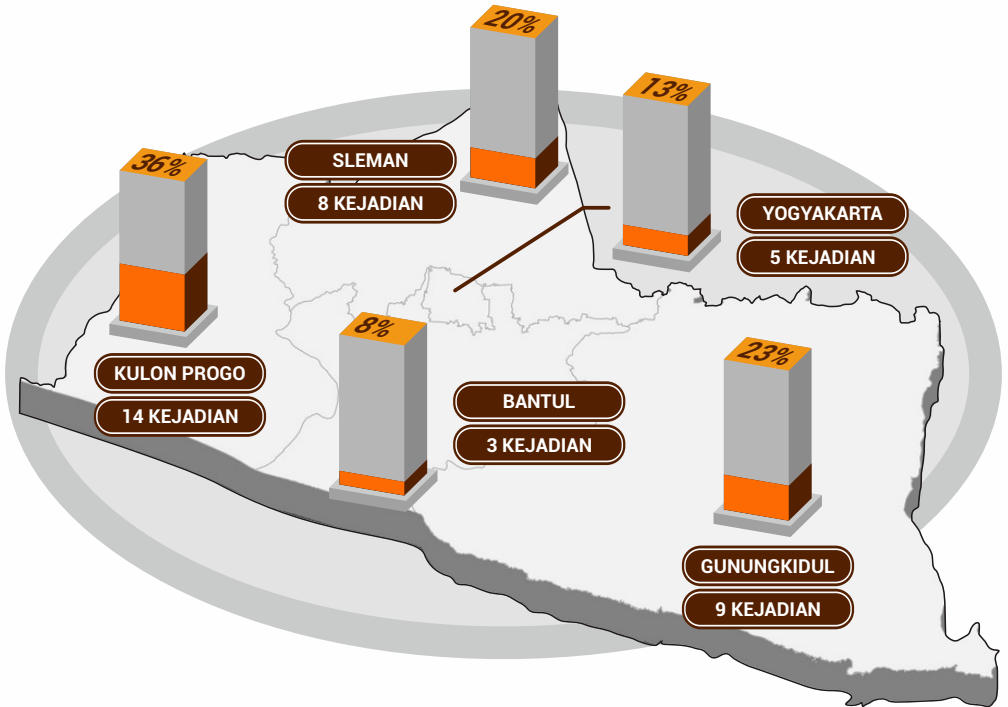 20%
SLEMAN
8 KEJADIAN
13%
YOGYAKARTA
5 KEJADIAN
36%
KULON PROGO
14 KEJADIAN
8%
BANTUL
3 KEJADIAN
23%
GUNUNGKIDUL
9 KEJADIAN